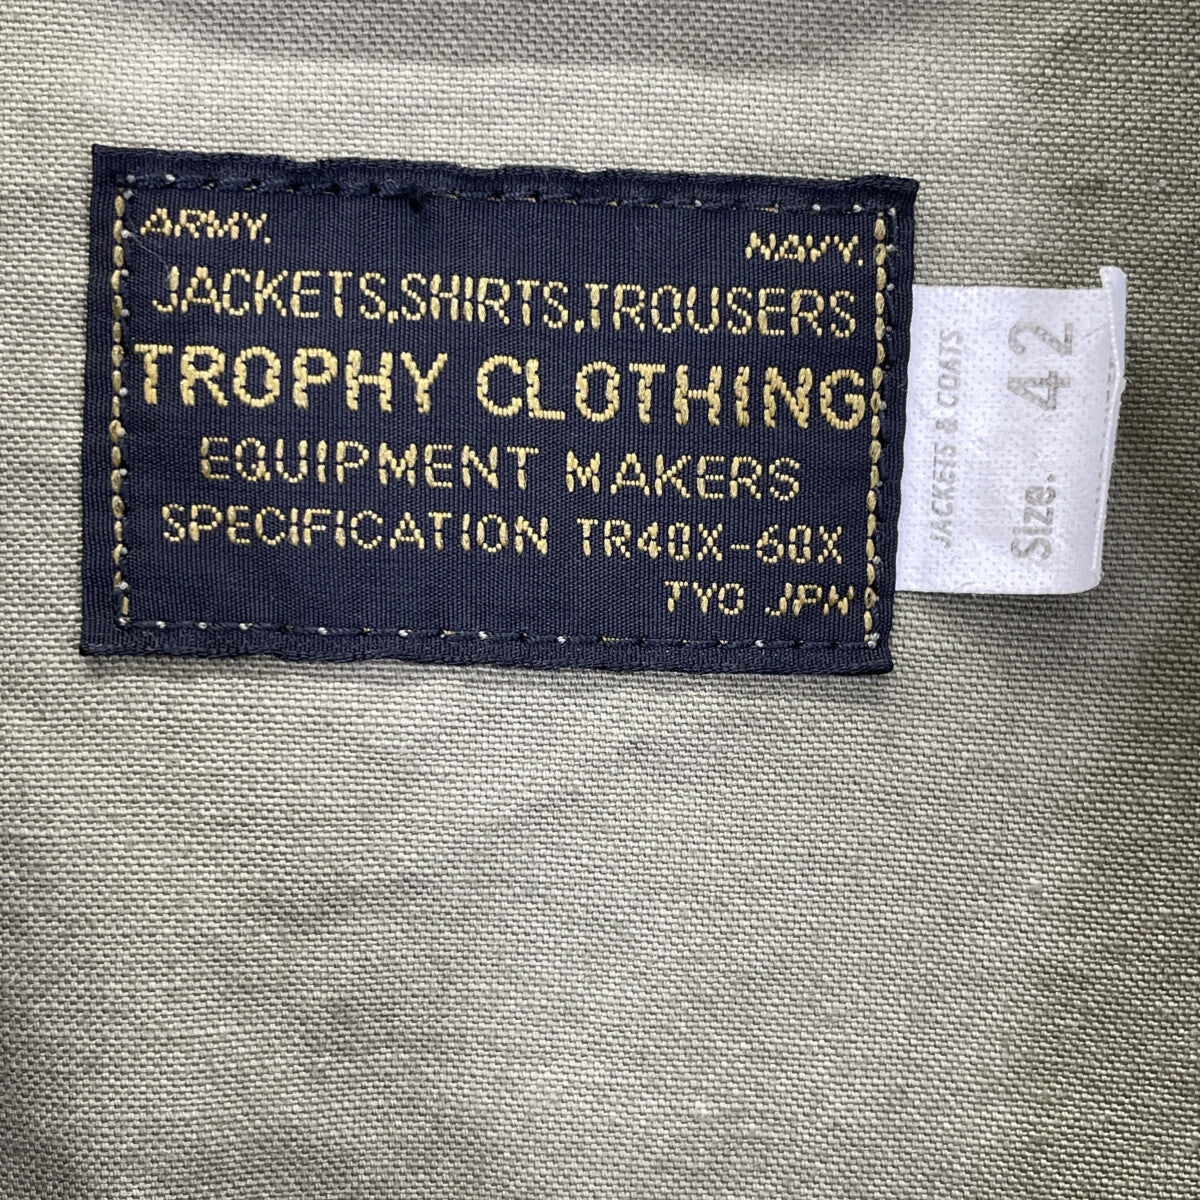 ARMY.
NAVY.
JACKETS,SHIRTS,TROUSERS
TROPHY CLOTHING
EQUIPMENT MAKERS
SPECIFICATION TR40X-60X
TYO JPN
JACKETS & COATS
Size. 42